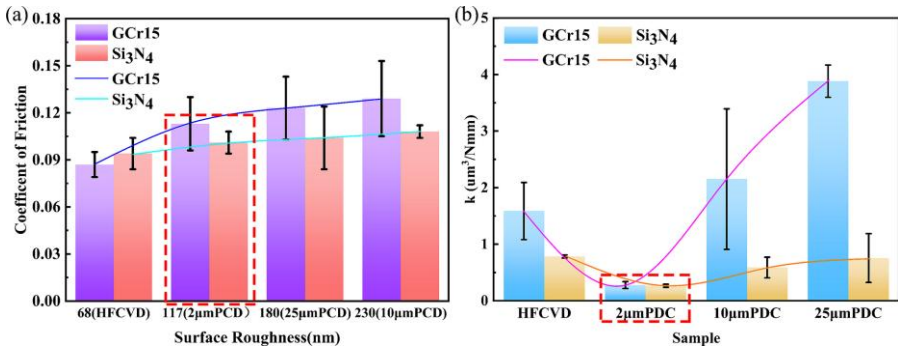 (a)
0.18
0.15
0.12
0.09
0.06
0.03
0.00
Coefficent of Friction
GCr15
Si3N4
GCr15
Si3N4
68(HFCVD) 117(2μmPCD） 180(25μmPCD) 230(10μmPCD)
Surface Roughness(nm)
(b)
4
3
2
1
0
k (um³/Nmm)
GCr15 Si3N4
GCr15 Si3N4
HFCVD 2μmPDC 10μmPDC 25μmPDC
Sample